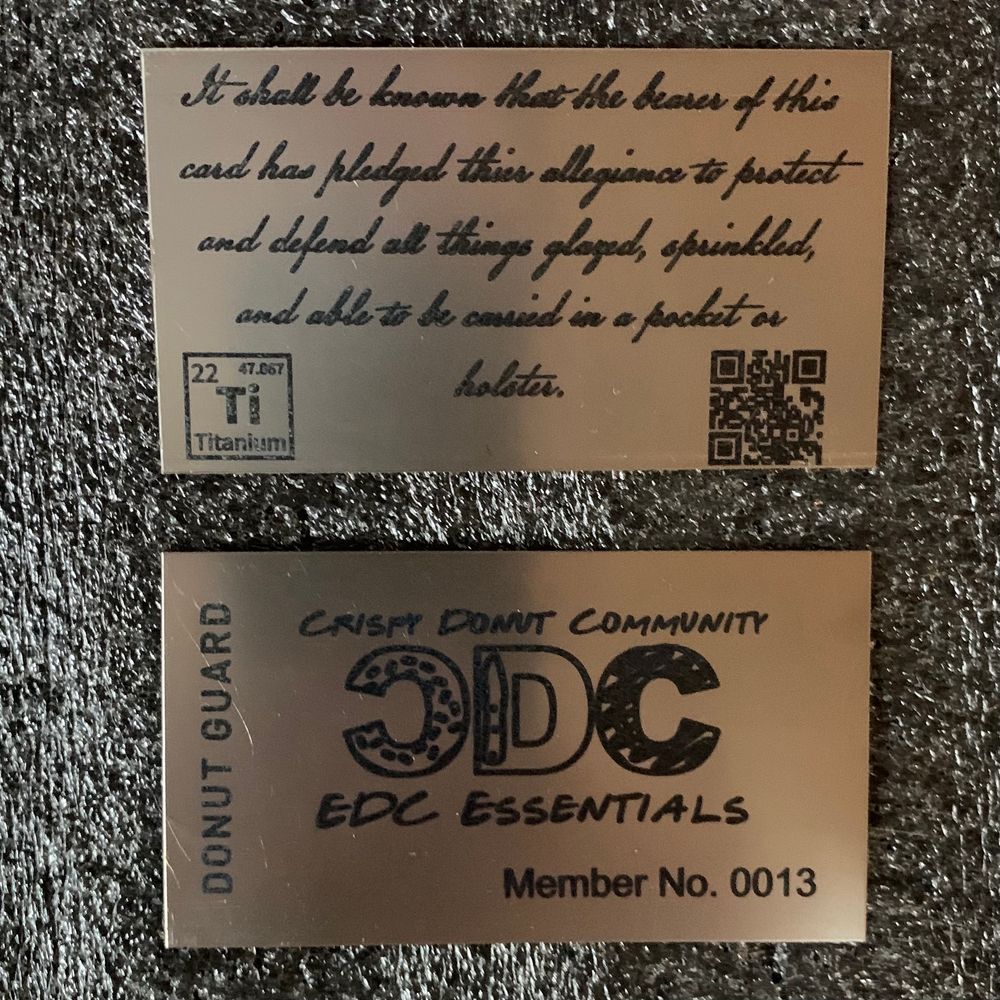 It shall be known that the bearer of this
card has pledged thier allegiance to protect
and defend all things glazed, sprinkled,
and able to be carried in a pocket or
holster.
22 47.867
Ti
Titanium
DONUT GUARD
CRISPY DONUT COMMUNITY
CDC
EDC ESSENTIALS
Member No. 0013